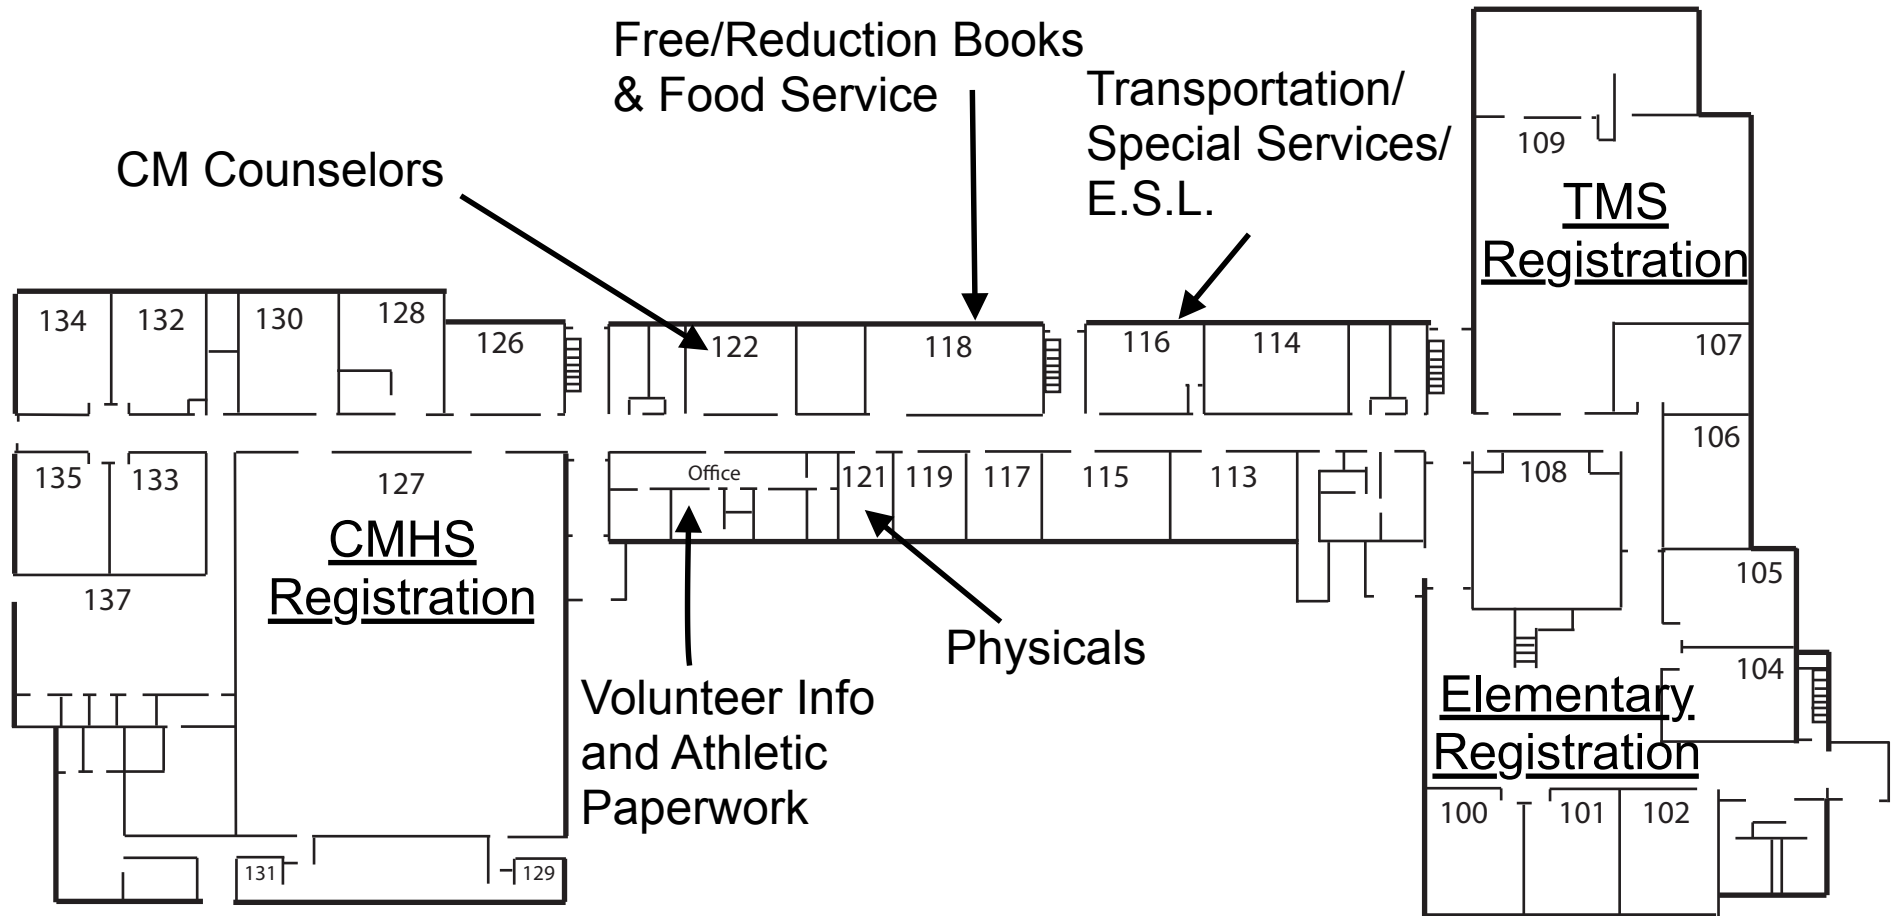 Free/Reduction Books
& Food Service
Transportation/
Special Services/
E.S.L.
CM Counselors
109
TMS
Registration
134
132
130
128
126
122
118
116
114
107
106
135
133
127
Office
121
119
117
115
113
108
CMHS
Registration
137
105
Physicals
104
Volunteer Info
and Athletic
Paperwork
Elementary
Registration
100
101
102
131
129